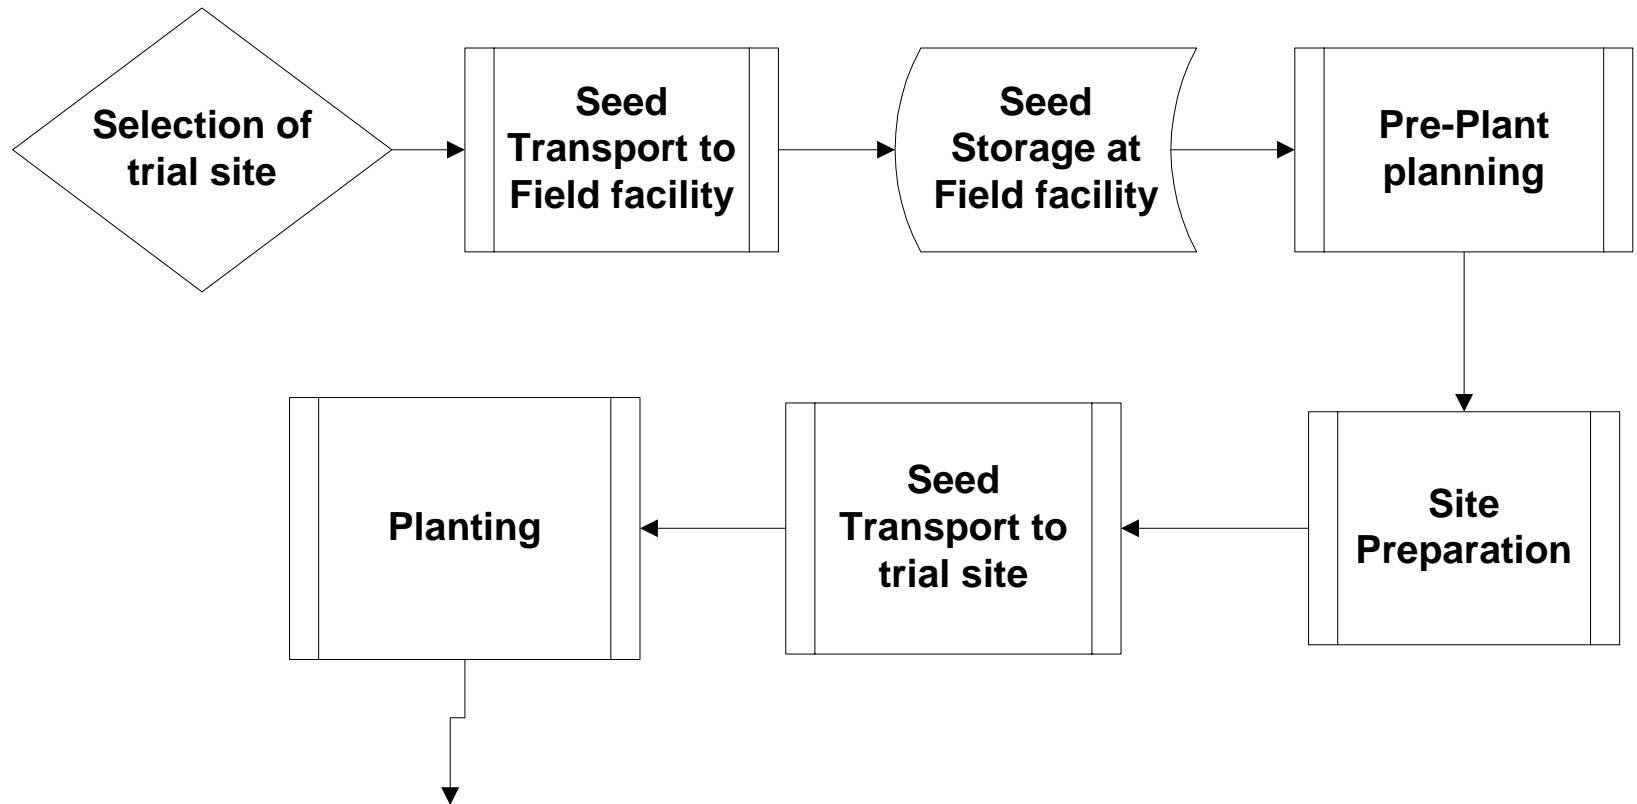 Selection of
trial site
Seed
Transport to
Field facility
Seed
Storage at
Field facility
Pre-Plant
planning
Site
Preparation
Seed
Transport to
trial site
Planting